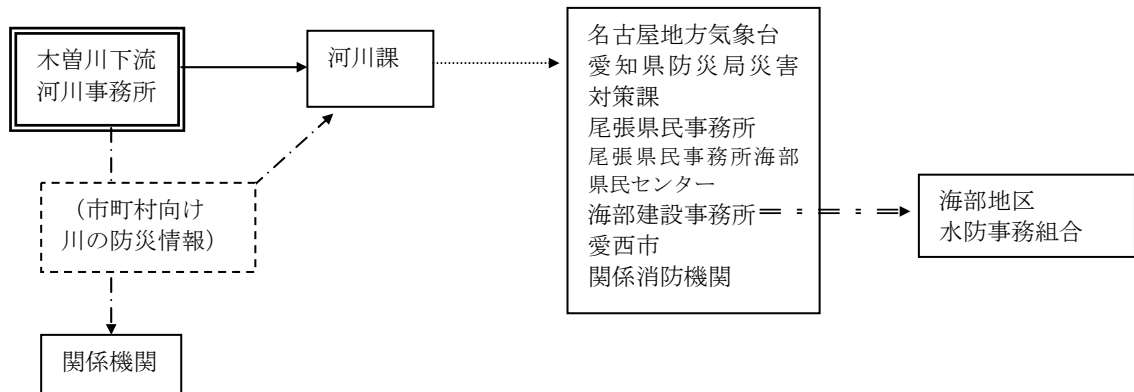 木曽川下流
河川事務所
河川課
名古屋地方気象台
愛知県防災局災害
対策課
尾張県民事務所
尾張県民事務所海部
県民センター
海部建設事務所
愛西市
関係消防機関
海部地区
水防事務組合
（市町村向け
川の防災情報）
関係機関